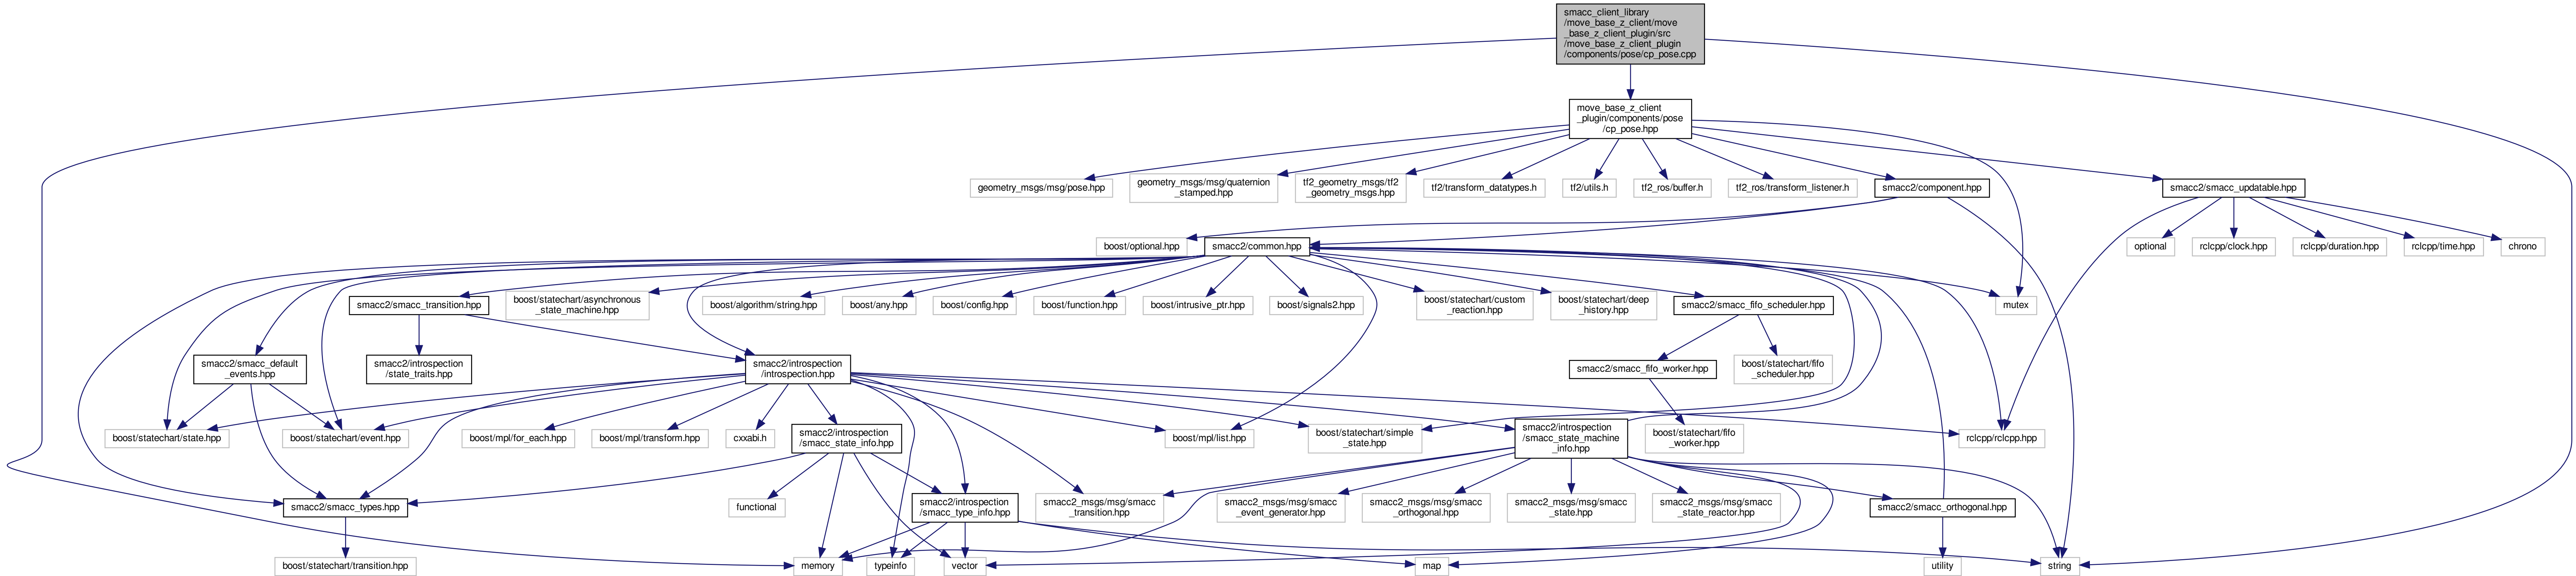 smacc_client_library
/move_base_z_client/move
_base_z_client_plugin/src
/move_base_z_client_plugin
/components/pose/cp_pose.cpp
move_base_z_client
_plugin/components/pose
/cp_pose.hpp
geometry_msgs/msg/pose.hpp
geometry_msgs/msg/quaternion
_stamped.hpp
tf2_geometry_msgs/tf2
_geometry_msgs.hpp
tf2/transform_datatypes.h
tf2/utils.h
tf2_ros/buffer.h
tf2_ros/transform_listener.h
smacc2/component.hpp
smacc2/smacc_updatable.hpp
boost/optional.hpp
smacc2/common.hpp
optional
rclcpp/clock.hpp
rclcpp/duration.hpp
rclcpp/time.hpp
chrono
smacc2/smacc_transition.hpp
boost/statechart/asynchronous
_state_machine.hpp
boost/algorithm/string.hpp
boost/any.hpp
boost/config.hpp
boost/function.hpp
boost/intrusive_ptr.hpp
boost/signals2.hpp
boost/statechart/custom
_reaction.hpp
boost/statechart/deep
_history.hpp
smacc2/smacc_fifo_scheduler.hpp
mutex
smacc2/smacc_default
_events.hpp
smacc2/introspection
/state_traits.hpp
smacc2/introspection
/introspection.hpp
smacc2/smacc_fifo_worker.hpp
boost/statechart/fifo
_scheduler.hpp
boost/statechart/state.hpp
boost/statechart/event.hpp
boost/mpl/for_each.hpp
boost/mpl/transform.hpp
cxxabi.h
smacc2/introspection
/smacc_state_info.hpp
boost/mpl/list.hpp
boost/statechart/simple
_state.hpp
smacc2/introspection
/smacc_state_machine
_info.hpp
boost/statechart/fifo
_worker.hpp
rclcpp/rclcpp.hpp
smacc2/smacc_types.hpp
functional
smacc2/introspection
/smacc_type_info.hpp
smacc2_msgs/msg/smacc
_transition.hpp
smacc2_msgs/msg/smacc
_event_generator.hpp
smacc2_msgs/msg/smacc
_orthogonal.hpp
smacc2_msgs/msg/smacc
_state.hpp
smacc2_msgs/msg/smacc
_state_reactor.hpp
smacc2/smacc_orthogonal.hpp
boost/statechart/transition.hpp
memory
typeinfo
vector
map
utility
string